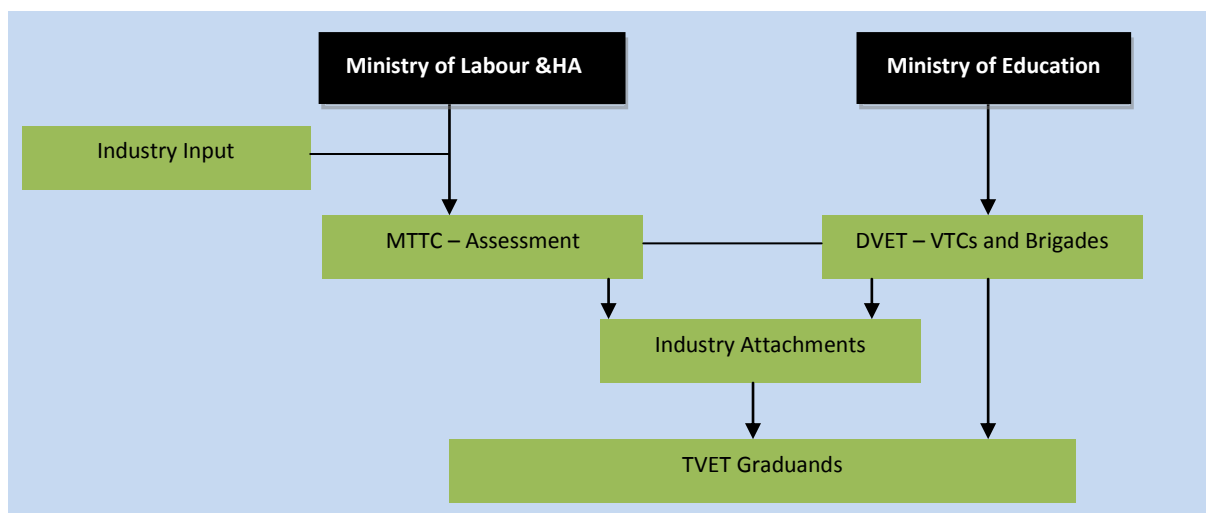 Ministry of Labour &HA
Ministry of Education
Industry Input
MTTC – Assessment
DVET – VTCs and Brigades
Industry Attachments
TVET Graduands